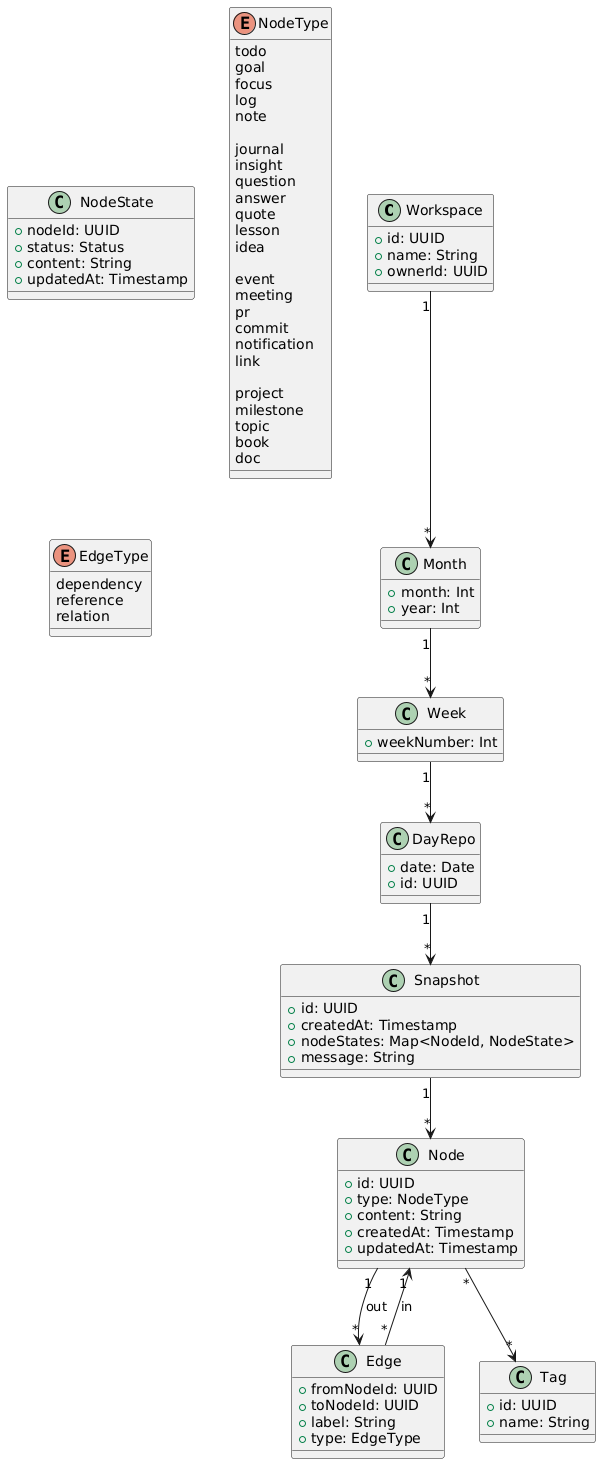 E NodeType
todo
goal
focus
log
note
journal
insight
question
answer
quote
lesson
idea
event
meeting
pr
commit
notification
link
project
milestone
topic
book
doc
C NodeState
nodeId: UUID
status: Status
content: String
updatedAt: Timestamp
C Workspace
id: UUID
name: String
ownerId: UUID
1
*
E EdgeType
dependency
reference
relation
C Month
month: Int
year: Int
1
*
C Week
weekNumber: Int
1
*
C DayRepo
date: Date
id: UUID
1
*
C Snapshot
id: UUID
createdAt: Timestamp
nodeStates: Map<NodeId, NodeState>
message: String
1
*
C Node
id: UUID
type: NodeType
content: String
createdAt: Timestamp
updatedAt: Timestamp
1 1 *
out in
* * *
C Edge
fromNodeId: UUID
toNodeId: UUID
label: String
type: EdgeType
C Tag
id: UUID
name: String